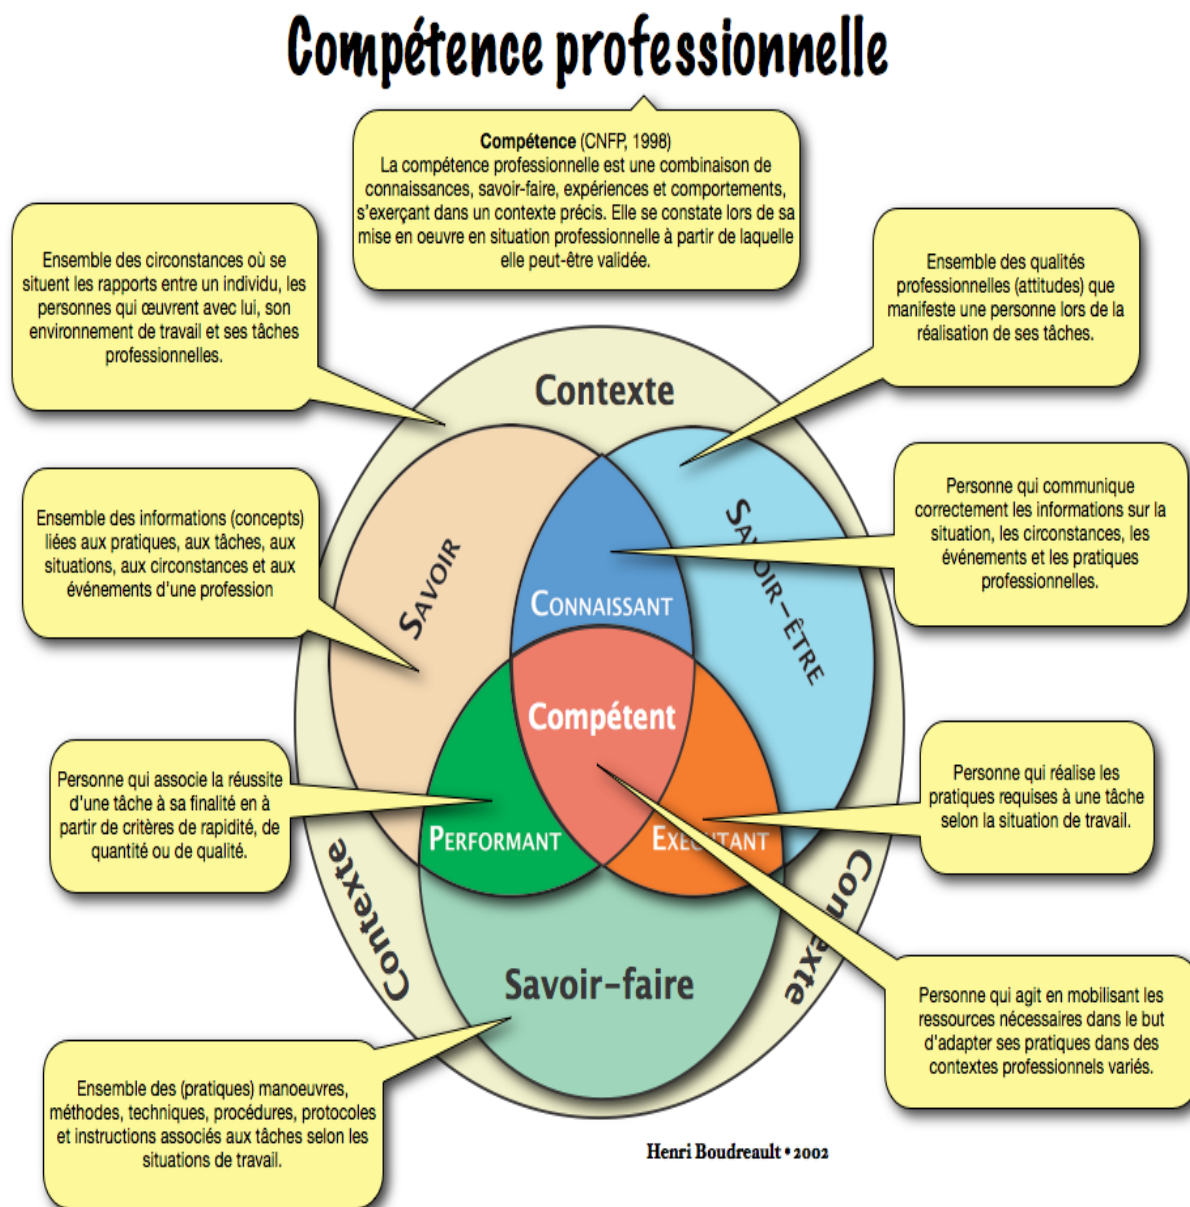 Compétence professionnelle
Compétence (CNFP, 1998)
La compétence professionnelle est une combinaison de
connaissances, savoir-faire, expériences et comportements,
s'exerçant dans un contexte précis. Elle se constate lors de sa
mise en oeuvre en situation professionnelle à partir de laquelle
elle peut-être validée.
Ensemble des circonstances où se
situent les rapports entre un individu, les
personnes qui œuvrent avec lui, son
environnement de travail et ses tâches
professionnelles.
Ensemble des qualités
professionnelles (attitudes) que
manifeste une personne lors de la
réalisation de ses tâches.
Contexte
Ensemble des informations (concepts)
liées aux pratiques, aux tâches, aux
situations, aux circonstances et aux
événements d'une profession
Personne qui communique
correctement les informations sur la
situation, les circonstances, les
événements et les pratiques
professionnelles.
SAVOIR
CONNAISSANT
SAVOIR-ÊTRE
Compétent
Personne qui associe la réussite
d'une tâche à sa finalité en à
partir de critères de rapidité, de
quantité ou de qualité.
Personne qui réalise les
pratiques requises à une tâche
selon la situation de travail.
PERFORMANT
EXÉCUTANT
Contexte
Contexte
Savoir-faire
Personne qui agit en mobilisant les
ressources nécessaires dans le but
d'adapter ses pratiques dans des
contextes professionnels variés.
Ensemble des (pratiques) manoeuvres,
méthodes, techniques, procédures, protocoles
et instructions associés aux tâches selon les
situations de travail.
Henri Boudreault • 2002